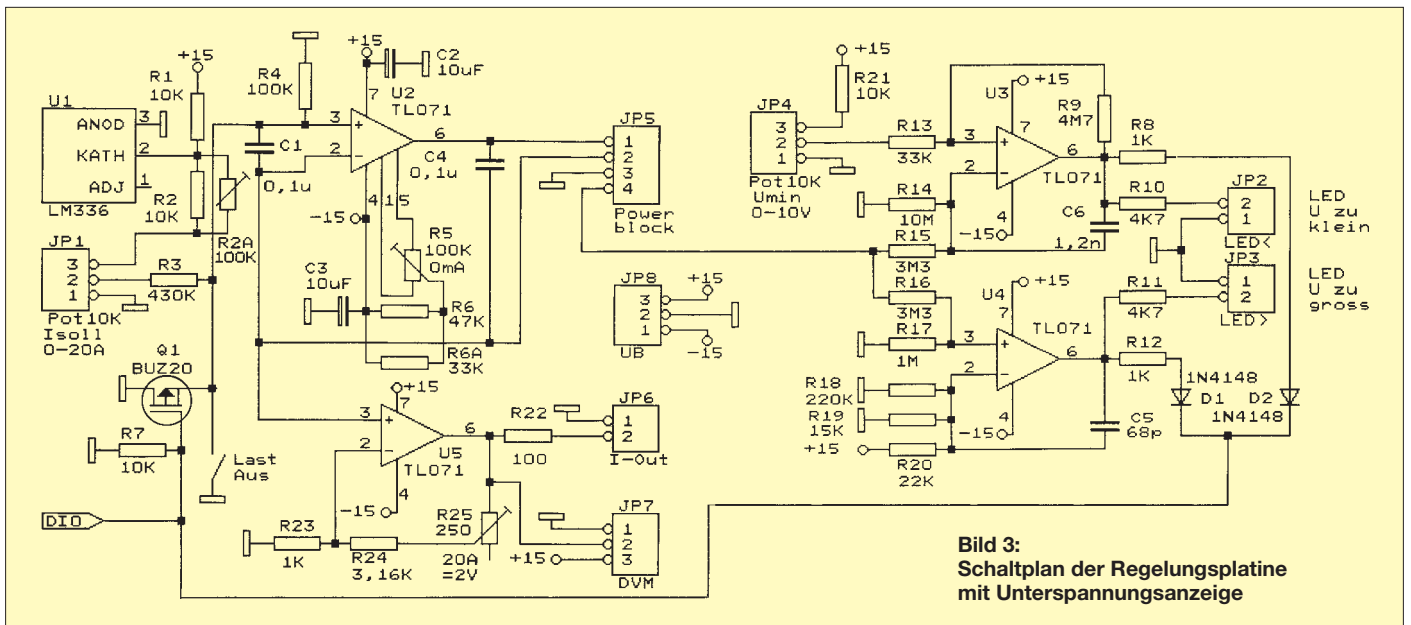 U1
ANOD 3
KATH 2
ADJ 1
LM336
R1
10K
+15
R2
10K
R2A
100K
JP1
3
2
1
Pot10K
Isoll
0-20A
R3
430K
R4
100K
C1
0,1u
+15
C2
10uF
U2
TL071
7
3
+
2
-
6
4
1
5
-15
C4
0,1u
R5
100K
0mA
C3
10uF
R6
47K
R6A
33K
Q1
BUZ20
R7
10K
Last
Aus
DIO
+15
7
3
+
2
-
6
U5
TL071
4
-15
R22
100
JP6
1
2
I-Out
R23
1K
R24
3,16K
R25
250
20A
=2V
JP7
1
2
3
DVM
+15
JP5
1
2
3
4
Power
block
JP8
3
2
1
UB
+15
-15
JP4
3
2
1
Pot10K
Umin
0-10V
+15
R21
10K
R13
33K
R14
10M
R15
3M3
R16
3M3
R17
1M
R18
220K
R19
15K
+15
R20
22K
U3
+15
7
3
+
2
-
6
TL071
4
-15
R9
4M7
R8
1K
R10
4K7
C6
1,2n
JP2
2
1
LED<
LED
U zu
klein
JP3
1
2
LED>
LED
U zu
gross
U4
+15
7
3
+
2
-
6
TL071
4
-15
R11
4K7
R12
1K
C5
68p
1N4148
D1
D2
1N4148
Bild 3:
Schaltplan der Regelungsplatine
mit Unterspannungsanzeige